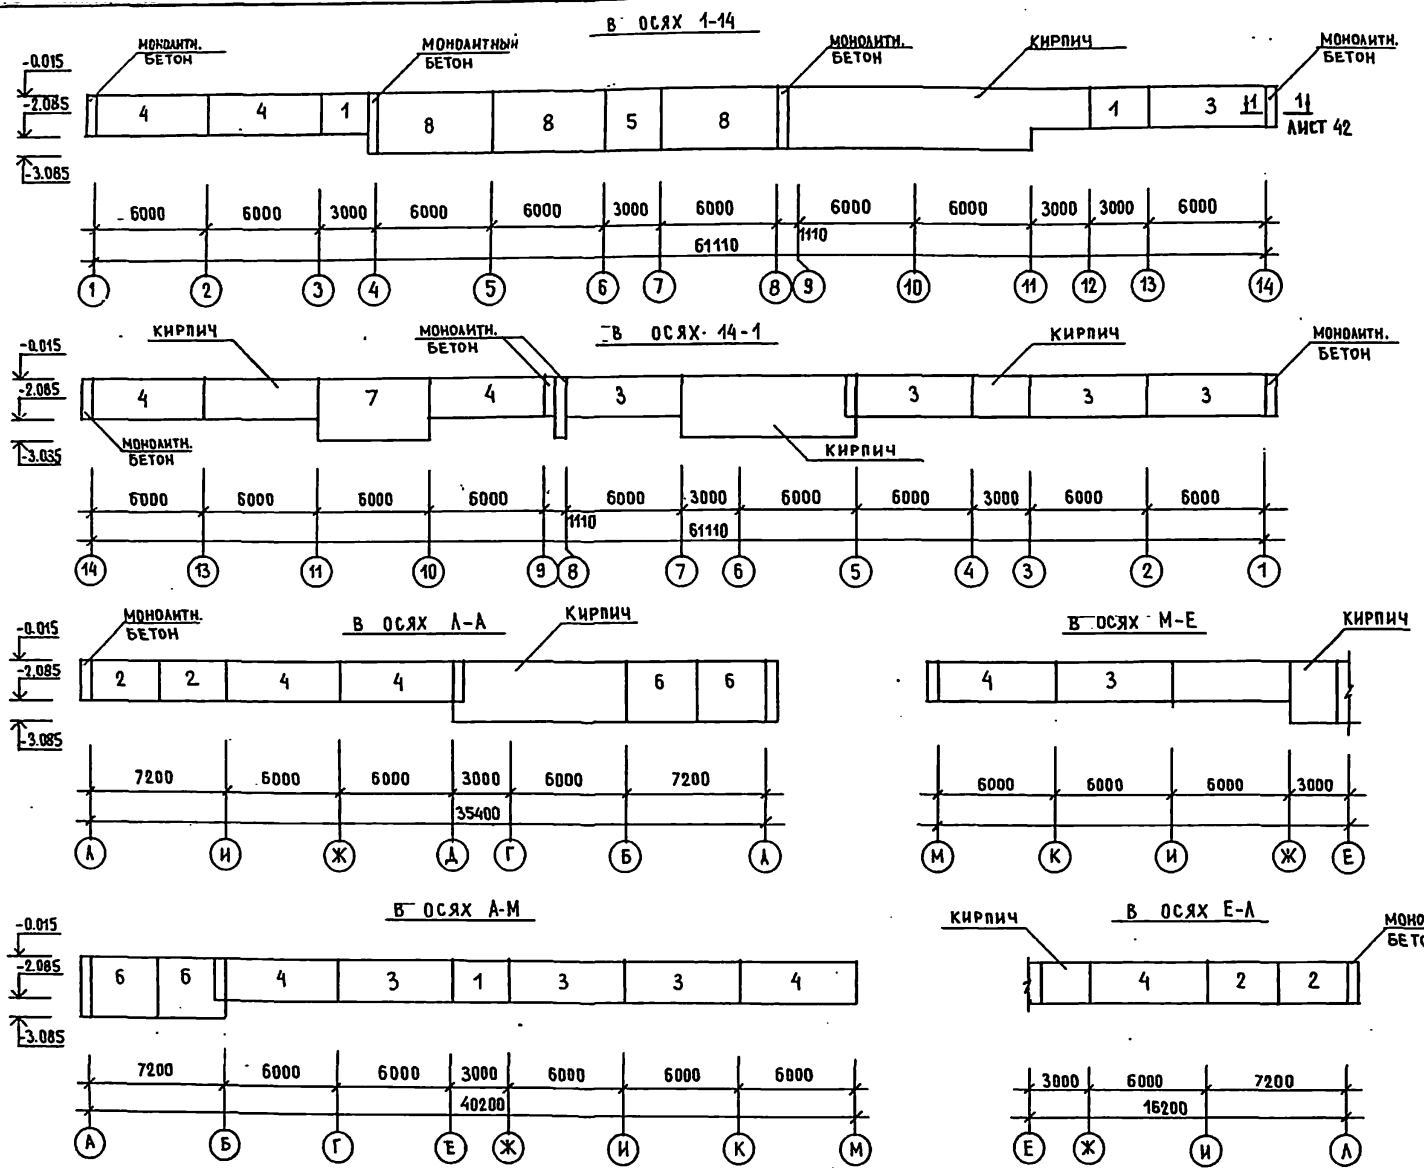 В ОСЯХ 1-14
МОНОЛИТН.
БЕТОН
МОНОЛИТНЫЙ
БЕТОН
МОНОЛИТН.
БЕТОН
КИРПИЧ
МОНОЛИТН.
БЕТОН
-0.015
-2.085
-3.085
4 4 1 8 8 5 8 1 3 1 1
ЛИСТ 42
6000 6000 3000 6000 6000 3000 6000 1110 6000 6000 3000 3000 6000
61110
1 2 3 4 5 6 7 8 9 10 11 12 13 14
В ОСЯХ 14-1
КИРПИЧ
МОНОЛИТН.
БЕТОН
КИРПИЧ
МОНОЛИТН.
БЕТОН
-0.015
-2.085
-3.035
4 7 4 3 3 3 3
МОНОЛИТН.
БЕТОН
КИРПИЧ
6000 6000 6000 6000 1110 6000 3000 6000 6000 3000 6000 6000
61110
14 13 11 10 9 8 7 6 5 4 3 2 1
В ОСЯХ Л-А
МОНОЛИТН.
БЕТОН
КИРПИЧ
-0.015
-2.085
-3.085
2 2 4 4 6 6
7200 6000 6000 3000 6000 7200
35400
Л И Ж Д Г Б А
В ОСЯХ М-Е
КИРПИЧ
4 3
6000 6000 6000 3000
М К И Ж Е
В ОСЯХ А-М
-0.015
-2.085
-3.085
6 6 4 3 1 3 3 4
7200 6000 6000 3000 6000 6000 6000
40200
А Б Г Е Ж И К М
В ОСЯХ Е-Л
КИРПИЧ
МОНО
БЕТО
4 2 2
3000 6000 7200
16200
Е Ж И Л